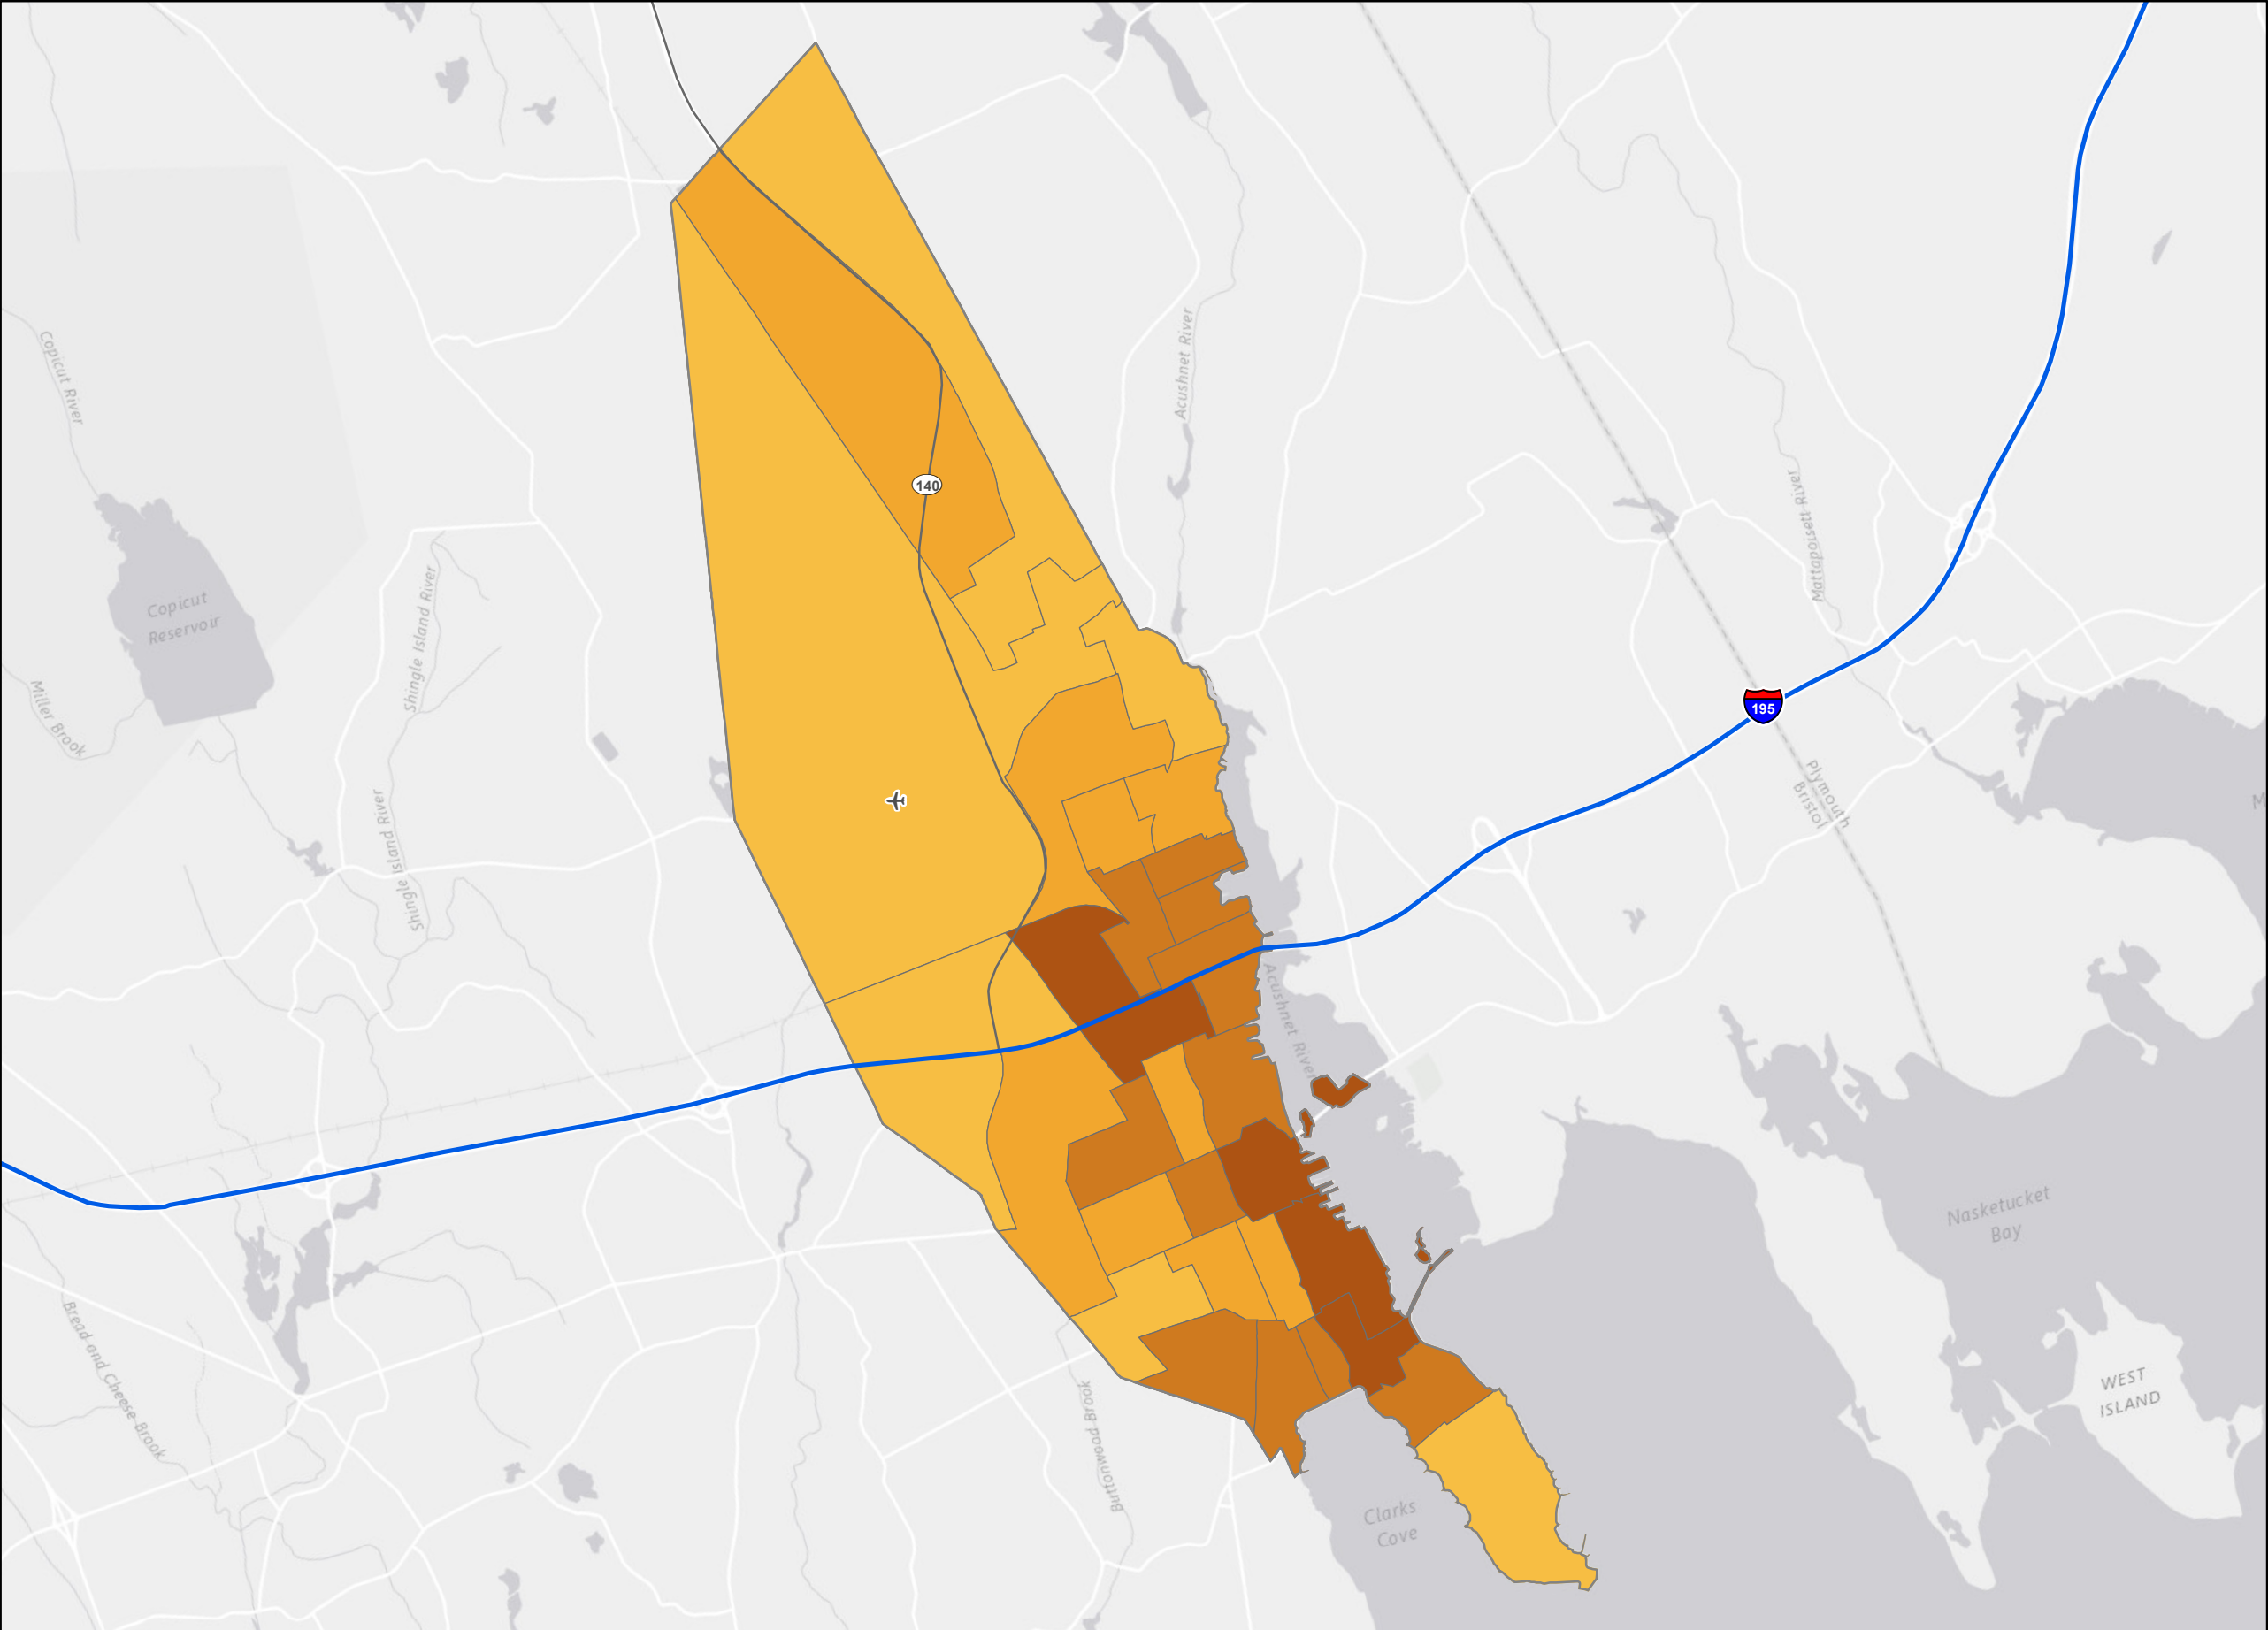 Copicut River
Acushnet River
140
Mattapoisett River
Copicut
Reservoir
Shingle Island River
Miller Brook
195
Plymouth
Bristol
Shingle Island River
Acushnet River
Nasketucket
Bay
Bread and Cheese Brook
WEST
ISLAND
Buttonwood Brook
Clarks
Cove